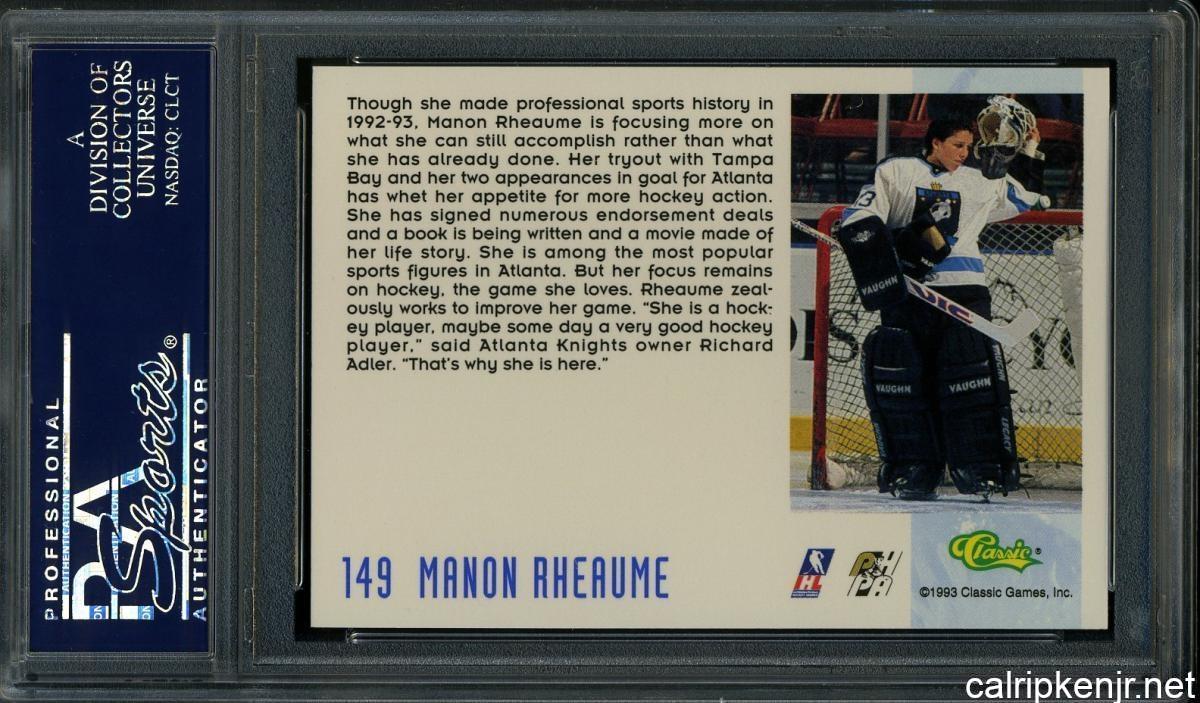 A
DIVISION OF
COLLECTORS
UNIVERSE
NASDAQ: CLCT
PROFESSIONAL
AUTHENTICATION
PSA
Sports®
AUTHENTICATOR
Though she made professional sports history in
1992-93, Manon Rheaume is focusing more on
what she can still accomplish rather than what
she has already done. Her tryout with Tampa
Bay and her two appearances in goal for Atlanta
has whet her appetite for more hockey action.
She has signed numerous endorsement deals
and a book is being written and a movie made of
her life story. She is among the most popular
sports figures in Atlanta. But her focus remains
on hockey, the game she loves. Rheaume zeal-
ously works to improve her game. "She is a hock-
ey player, maybe some day a very good hockey
player," said Atlanta Knights owner Richard
Adler. "That's why she is here."
VAUGHN
VIC
VAUGHN
VAUGHN
LEGACY
149 MANON RHEAUME
HL
PHPA
Classic®
©1993 Classic Games, Inc.
calripkenjr.net